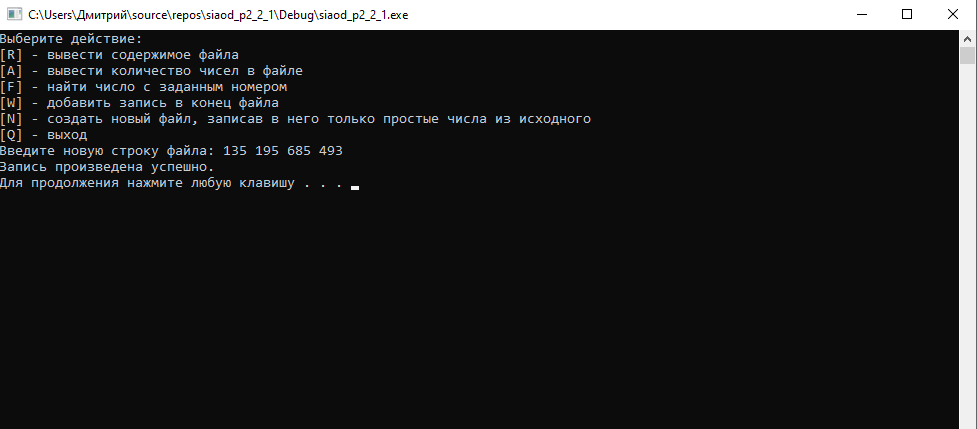 C:\Users\Дмитрий\source\repos\siaod_p2_2_1\Debug\siaod_p2_2_1.exe
Выберите действие:
[R] - вывести содержимое файла
[A] - вывести количество чисел в файле
[F] - найти число с заданным номером
[W] - добавить запись в конец файла
[N] - создать новый файл, записав в него только простые числа из исходного
[Q] - выход
Введите новую строку файла: 135 195 685 493
Запись произведена успешно.
Для продолжения нажмите любую клавишу . . .